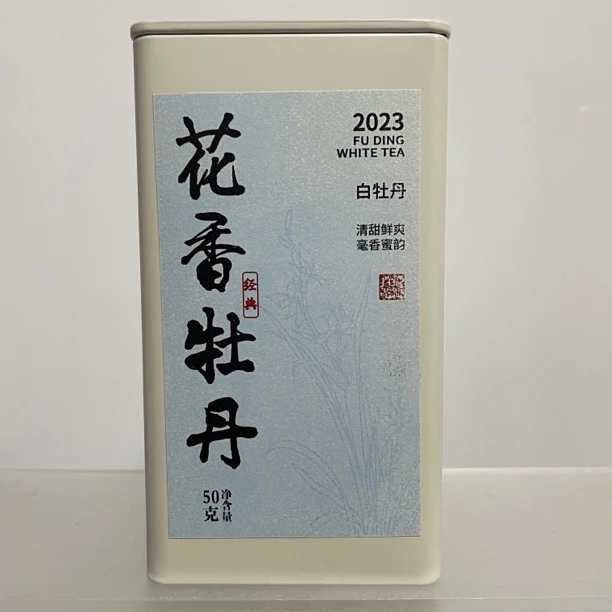 花香牡丹
经典
2023
FU DING
WHITE TEA
白牡丹
清甜鲜爽
毫香蜜韵
净含量
50克